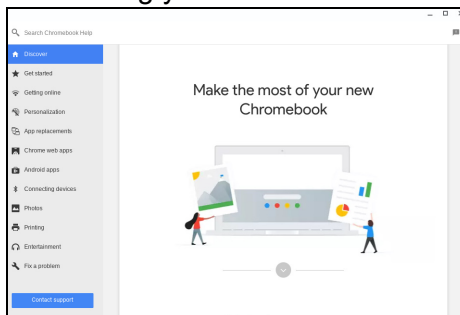 Search Chromebook Help
Discover
Get started
Getting online
Personalization
App replacements
Chrome web apps
Android apps
Connecting devices
Photos
Printing
Entertainment
Fix a problem
Contact support
Make the most of your new
Chromebook